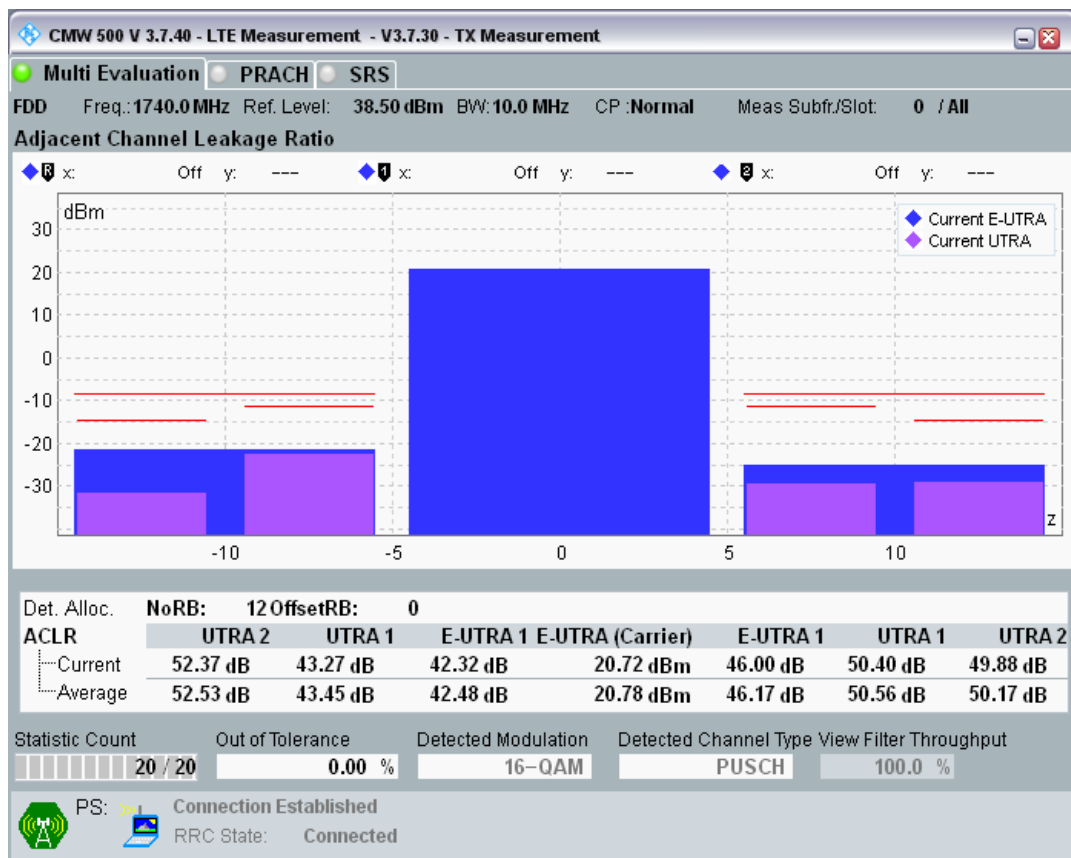 CMW 500 V 3.7.40 - LTE Measurement - V3.7.30 - TX Measurement
Multi Evaluation PRACH SRS
FDD Freq.:1740.0 MHz Ref. Level: 38.50 dBm BW:10.0 MHz CP :Normal Meas Subfr./Slot: 0 / All
Adjacent Channel Leakage Ratio
R x: Off y: --- 1 x: Off y: --- 2 x: Off y: ---
dBm
Current E-UTRA
Current UTRA
30
20
10
0
-10
-20
-30
z
-10 -5 0 5 10
Det. Alloc. NoRB: 12 OffsetRB: 0
ACLR UTRA 2 UTRA 1 E-UTRA 1 E-UTRA (Carrier) E-UTRA 1 UTRA 1 UTRA 2
Current 52.37 dB 43.27 dB 42.32 dB 20.72 dBm 46.00 dB 50.40 dB 49.88 dB
Average 52.53 dB 43.45 dB 42.48 dB 20.78 dBm 46.17 dB 50.56 dB 50.17 dB
Statistic Count Out of Tolerance Detected Modulation Detected Channel Type View Filter Throughput
20 / 20 0.00 % 16-QAM PUSCH 100.0 %
PS: Connection Established
RRC State: Connected